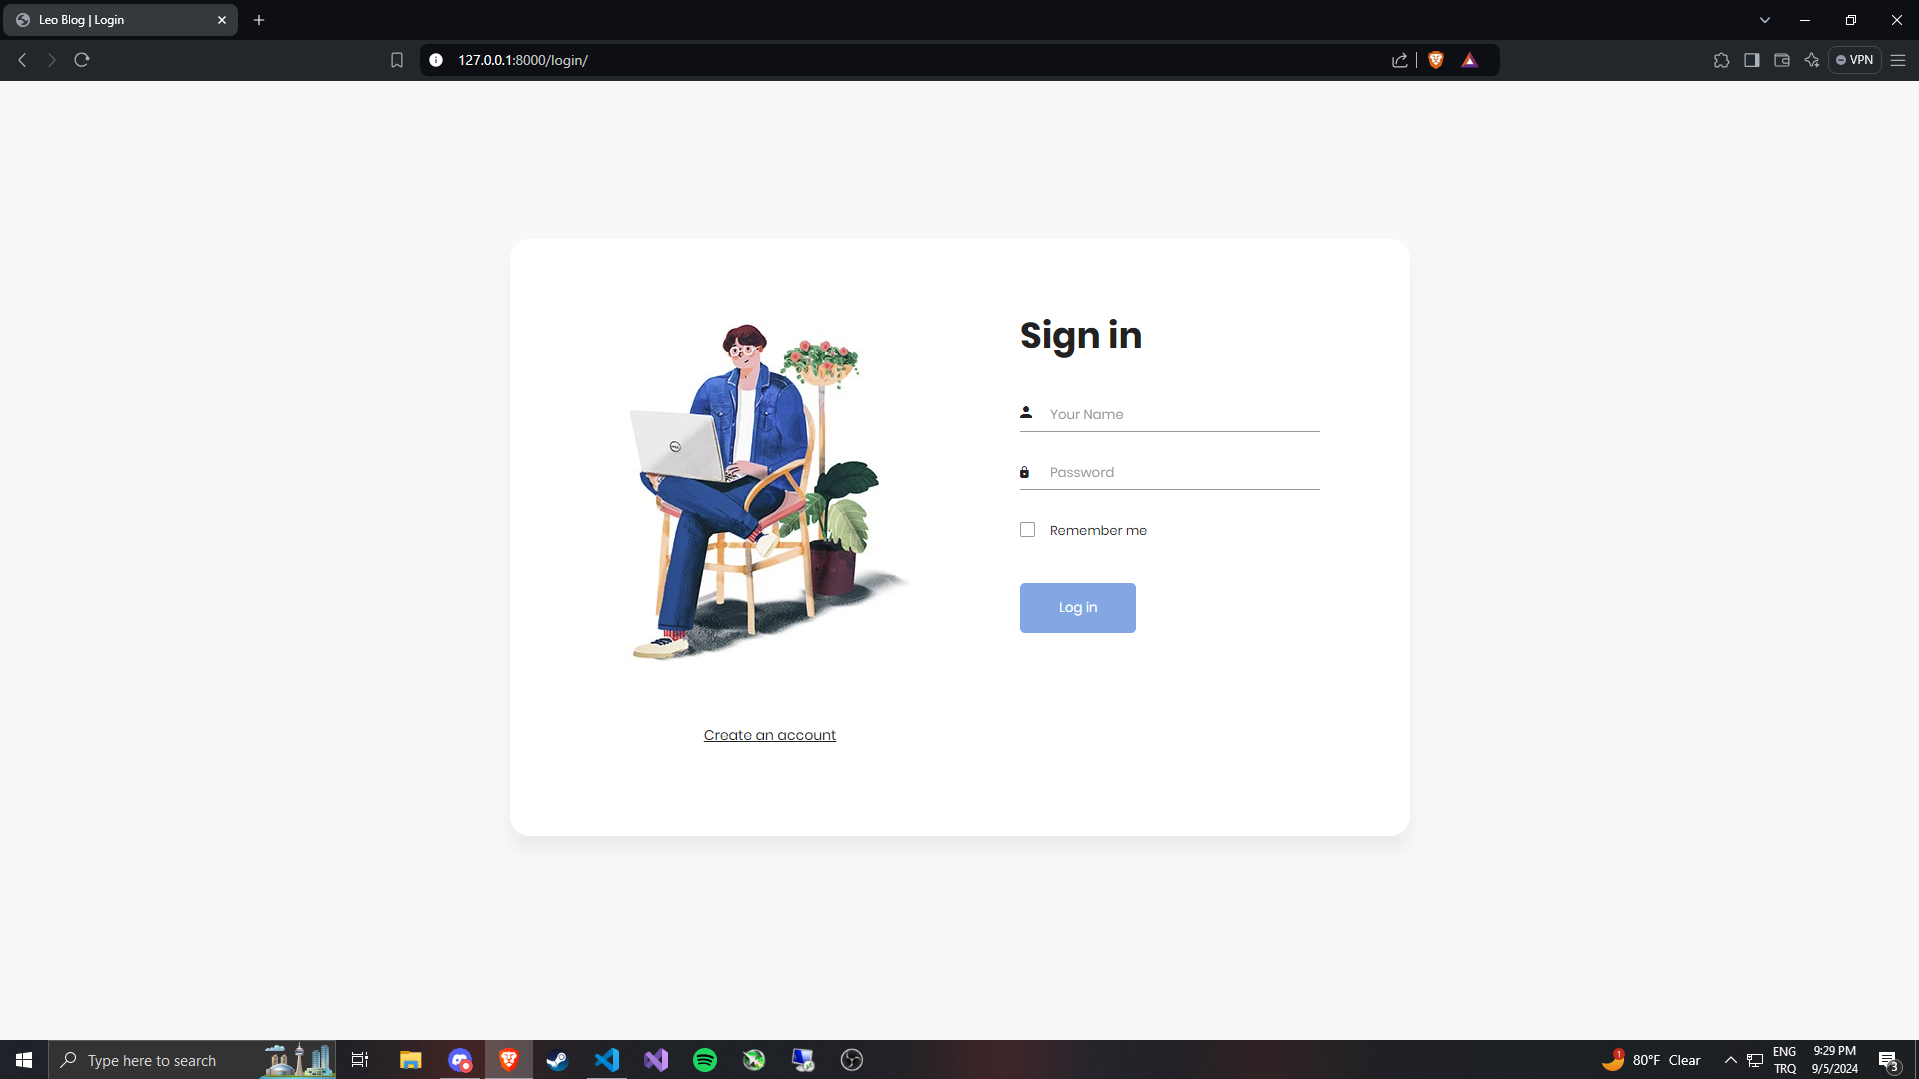 Leo Blog | Login
127.0.0.1:8000/login/
VPN
Sign in
Your Name
Password
Remember me
Log in
Create an account
Type here to search
1
80°F Clear
ENG
TRQ
9:29 PM
9/5/2024
3